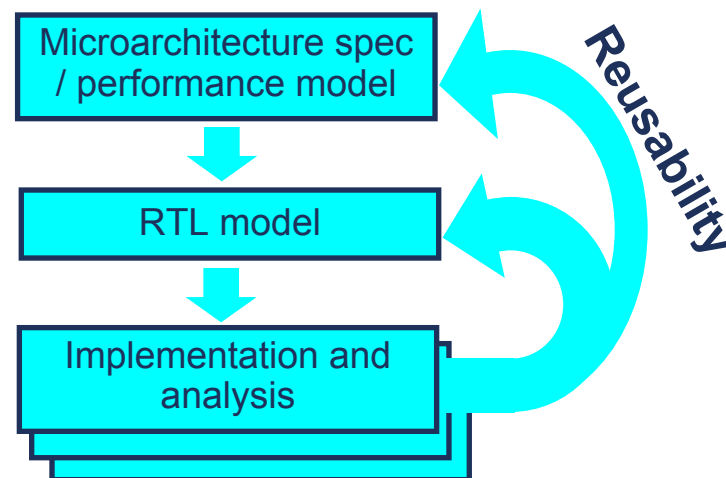 Microarchitecture spec
/ performance model
Reusability
RTL model
Implementation and
analysis